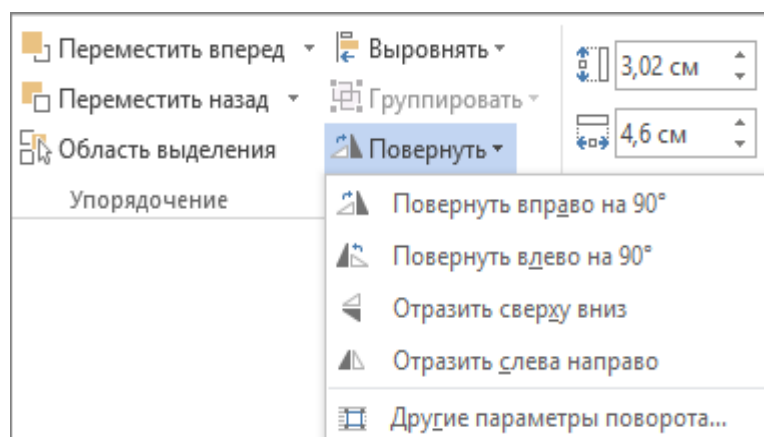 Переместить вперед
Выровнять
3,02 см
Переместить назад
Группировать
4,6 см
Область выделения
Повернуть
Упорядочение
Повернуть вправо на 90°
Повернуть влево на 90°
Отразить сверху вниз
Отразить слева направо
Другие параметры поворота...